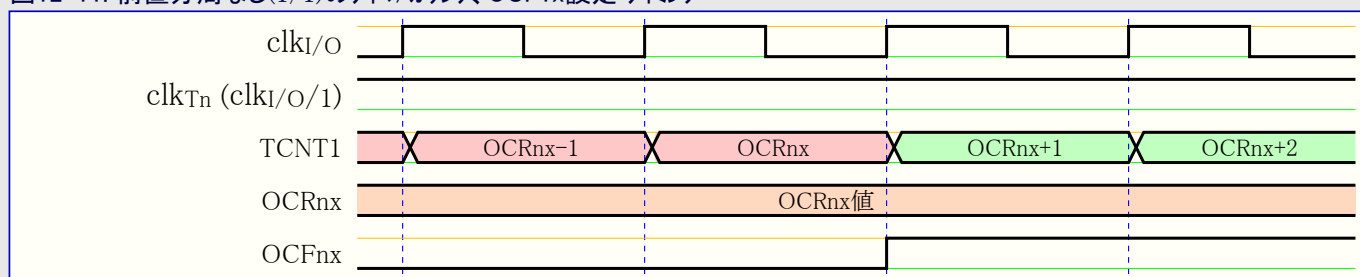 clkI/O
clkTn (clkI/O/1)
TCNT1 OCRnx-1 OCRnx OCRnx+1 OCRnx+2
OCRnx OCRnx値
OCFnx